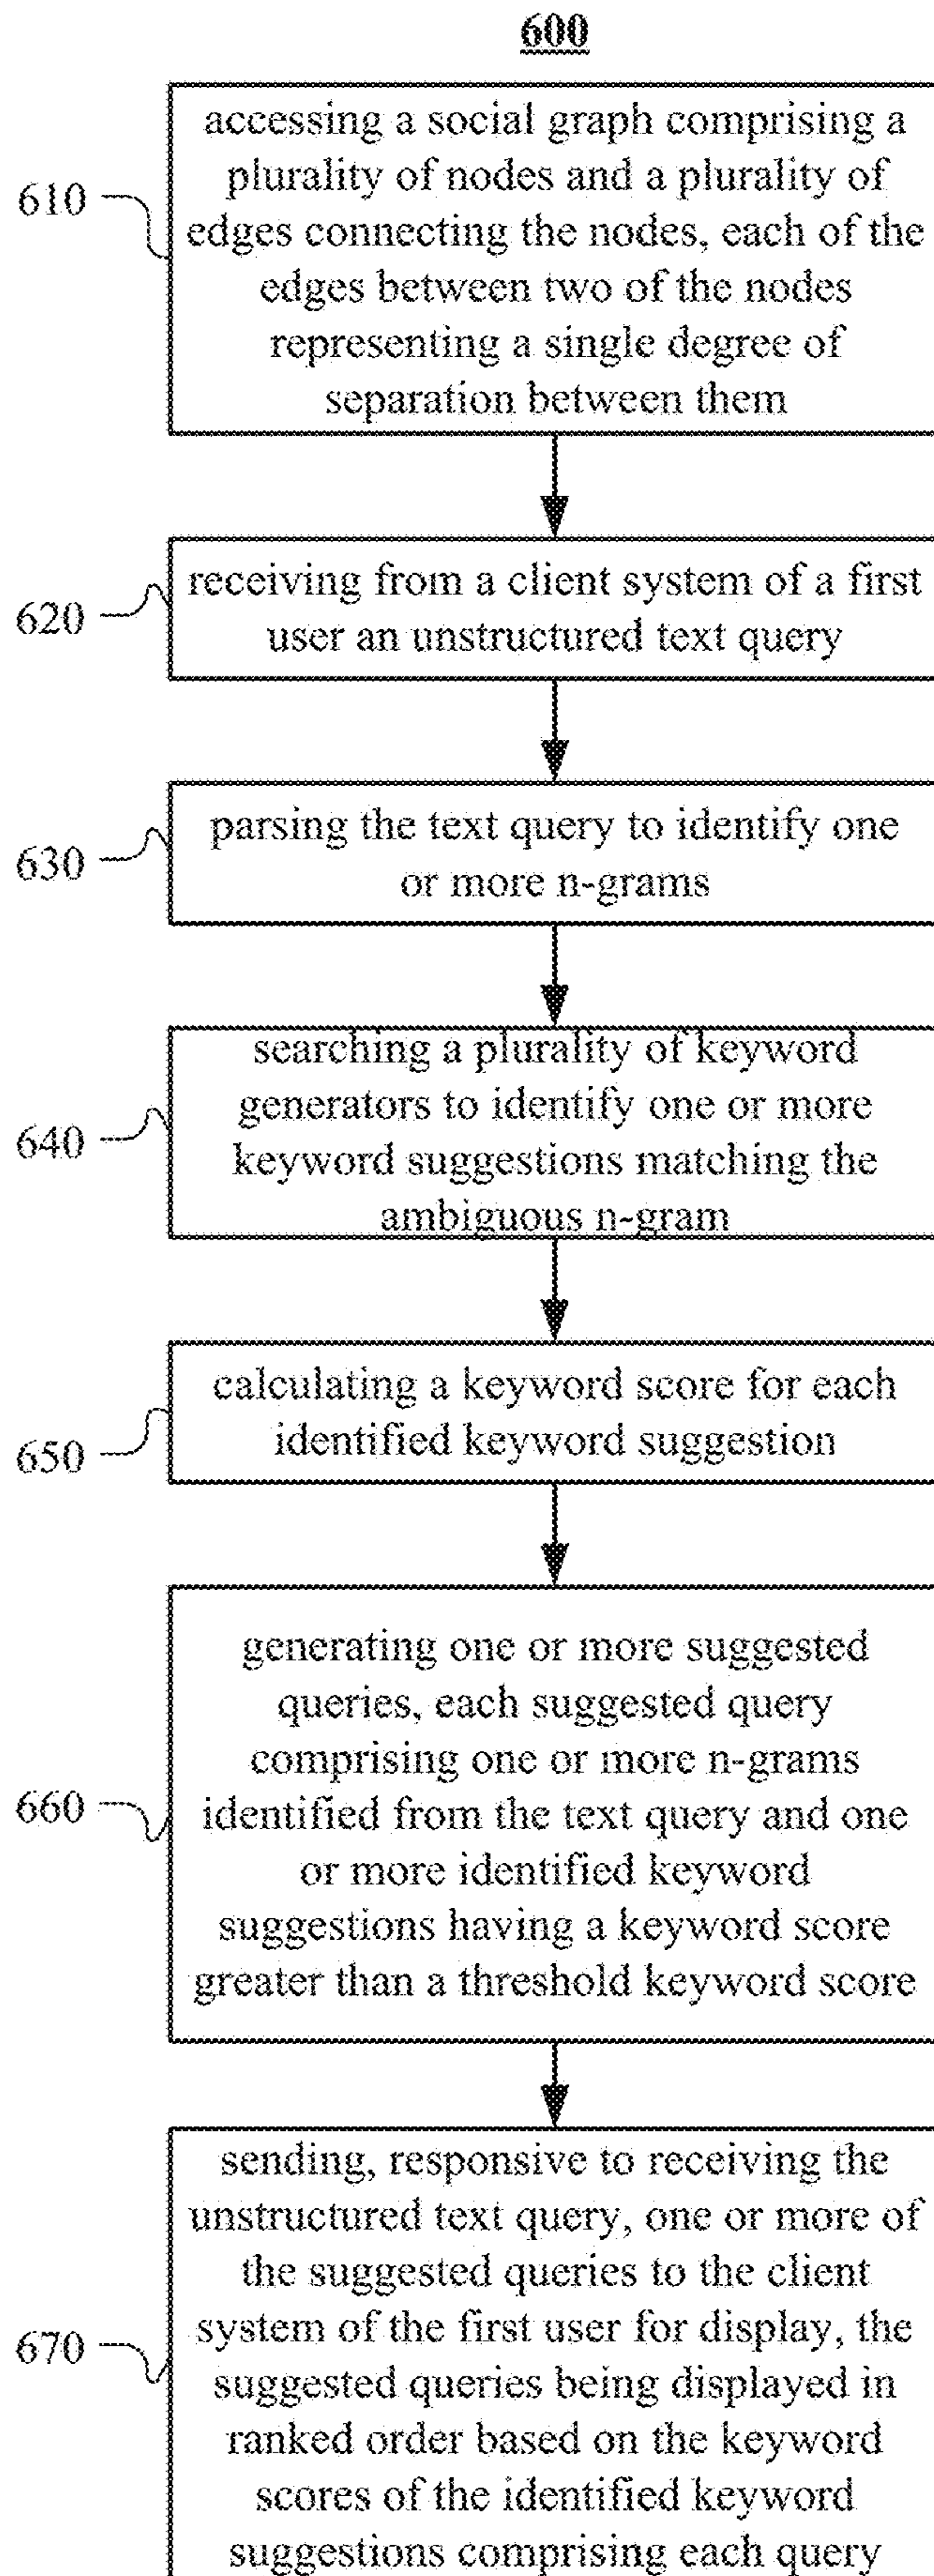 600
610
accessing a social graph comprising a
plurality of nodes and a plurality of
edges connecting the nodes, each of the
edges between two of the nodes
representing a single degree of
separation between them
620
receiving from a client system of a first
user an unstructured text query
630
parsing the text query to identify one
or more n-grams
640
searching a plurality of keyword
generators to identify one or more
keyword suggestions matching the
ambiguous n-gram
650
calculating a keyword score for each
identified keyword suggestion
660
generating one or more suggested
queries, each suggested query
comprising one or more n-grams
identified from the text query and one
or more identified keyword
suggestions having a keyword score
greater than a threshold keyword score
670
sending, responsive to receiving the
unstructured text query, one or more of
the suggested queries to the client
system of the first user for display, the
suggested queries being displayed in
ranked order based on the keyword
scores of the identified keyword
suggestions comprising each query